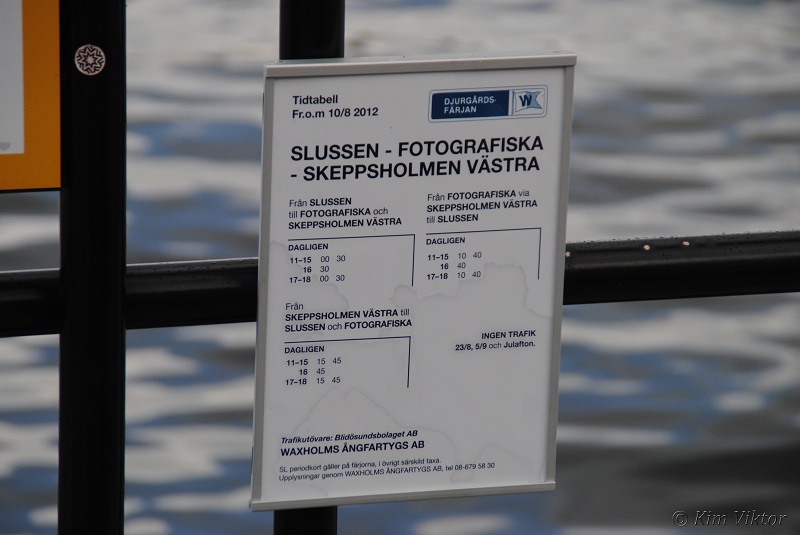 Tidtabell
Fr.o.m 10/8 2012
DJURGÅRDS-
FÄRJAN
W
SLUSSEN - FOTOGRAFISKA
- SKEPPSHOLMEN VÄSTRA
Från SLUSSEN
till FOTOGRAFISKA och
SKEPPSHOLMEN VÄSTRA
DAGLIGEN
11–15 00 30
16 30
17–18 00 30
Från FOTOGRAFISKA via
SKEPPSHOLMEN VÄSTRA
till SLUSSEN
DAGLIGEN
11–15 10 40
16 40
17–18 10 40
Från
SKEPPSHOLMEN VÄSTRA till
SLUSSEN och FOTOGRAFISKA
DAGLIGEN
11–15 15 45
16 45
17–18 15 45
INGEN TRAFIK
23/8, 5/9 och Julafton.
Trafikutövare: Blidösundsbolaget AB
WAXHOLMS ÅNGFARTYGS AB
SL periodkort gäller på färjorna, i övrigt särskild taxa.
Upplysningar genom WAXHOLMS ÅNGFARTYGS AB, tel 08-679 58 30
© Kim Viktor